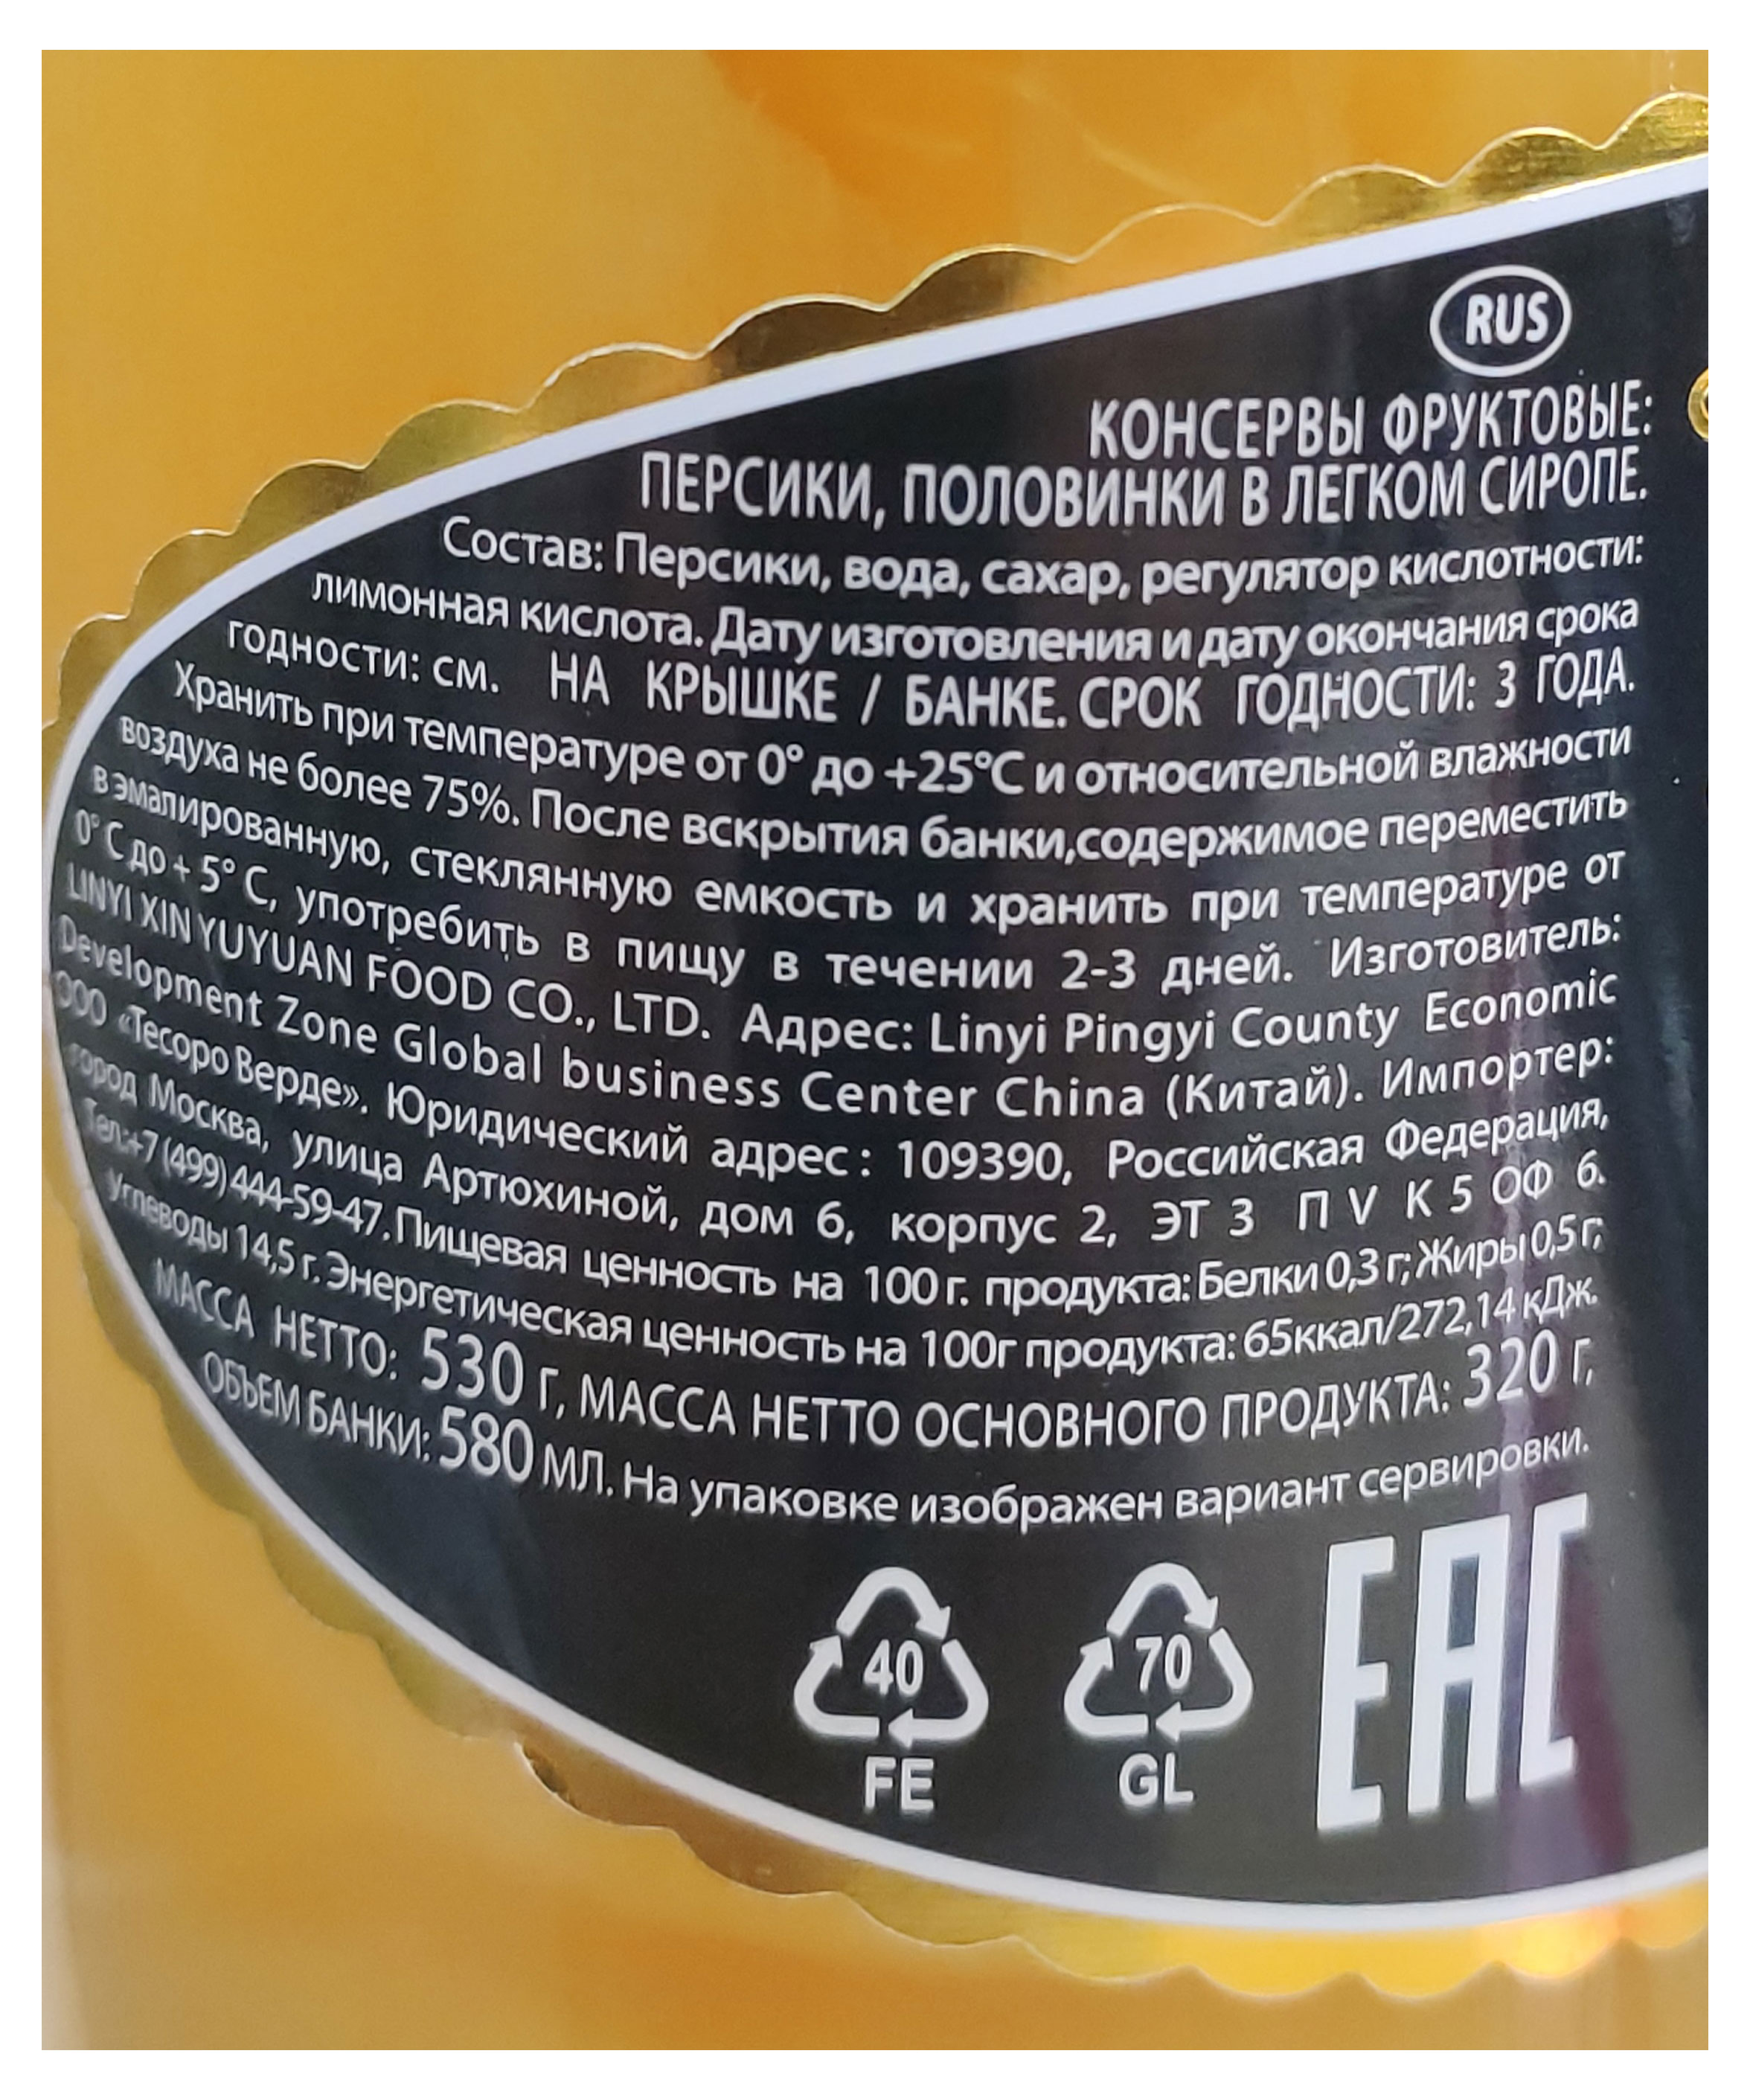 RUS
КОНСЕРВЫ ФРУКТОВЫЕ:
ПЕРСИКИ, ПОЛОВИНКИ В ЛЕГКОМ СИРОПЕ.
Состав: Персики, вода, сахар, регулятор кислотности:
лимонная кислота. Дату изготовления и дату окончания срока
годности: см. НА КРЫШКЕ / БАНКЕ. СРОК ГОДНОСТИ: 3 ГОДА.
Хранить при температуре от 0° до +25°С и относительной влажности
воздуха не более 75%. После вскрытия банки,содержимое переместить
в эмалированную, стеклянную емкость и хранить при температуре от
0° С до + 5° С, употребить в пищу в течении 2-3 дней. Изготовитель:
LINYI XIN YUYUAN FOOD CO., LTD. Адрес: Linyi Pingyi County Economic
Development Zone Global business Center China (Китай). Импортер:
ООО «Тесоро Верде». Юридический адрес: 109390, Российская Федерация,
город Москва, улица Артюхиной, дом 6, корпус 2, ЭТ 3 П V К 5 ОФ 6.
Тел.:+7 (499) 444-59-47. Пищевая ценность на 100 г. продукта: Белки 0,3 г; Жиры 0,5 г;
Углеводы 14,5 г. Энергетическая ценность на 100г продукта: 65ккал/272,14 кДж.
МАССА НЕТТО: 530 г, МАССА НЕТТО ОСНОВНОГО ПРОДУКТА: 320 г,
ОБЪЕМ БАНКИ: 580 МЛ. На упаковке изображен вариант сервировки.
40 70 EAC
FE GL